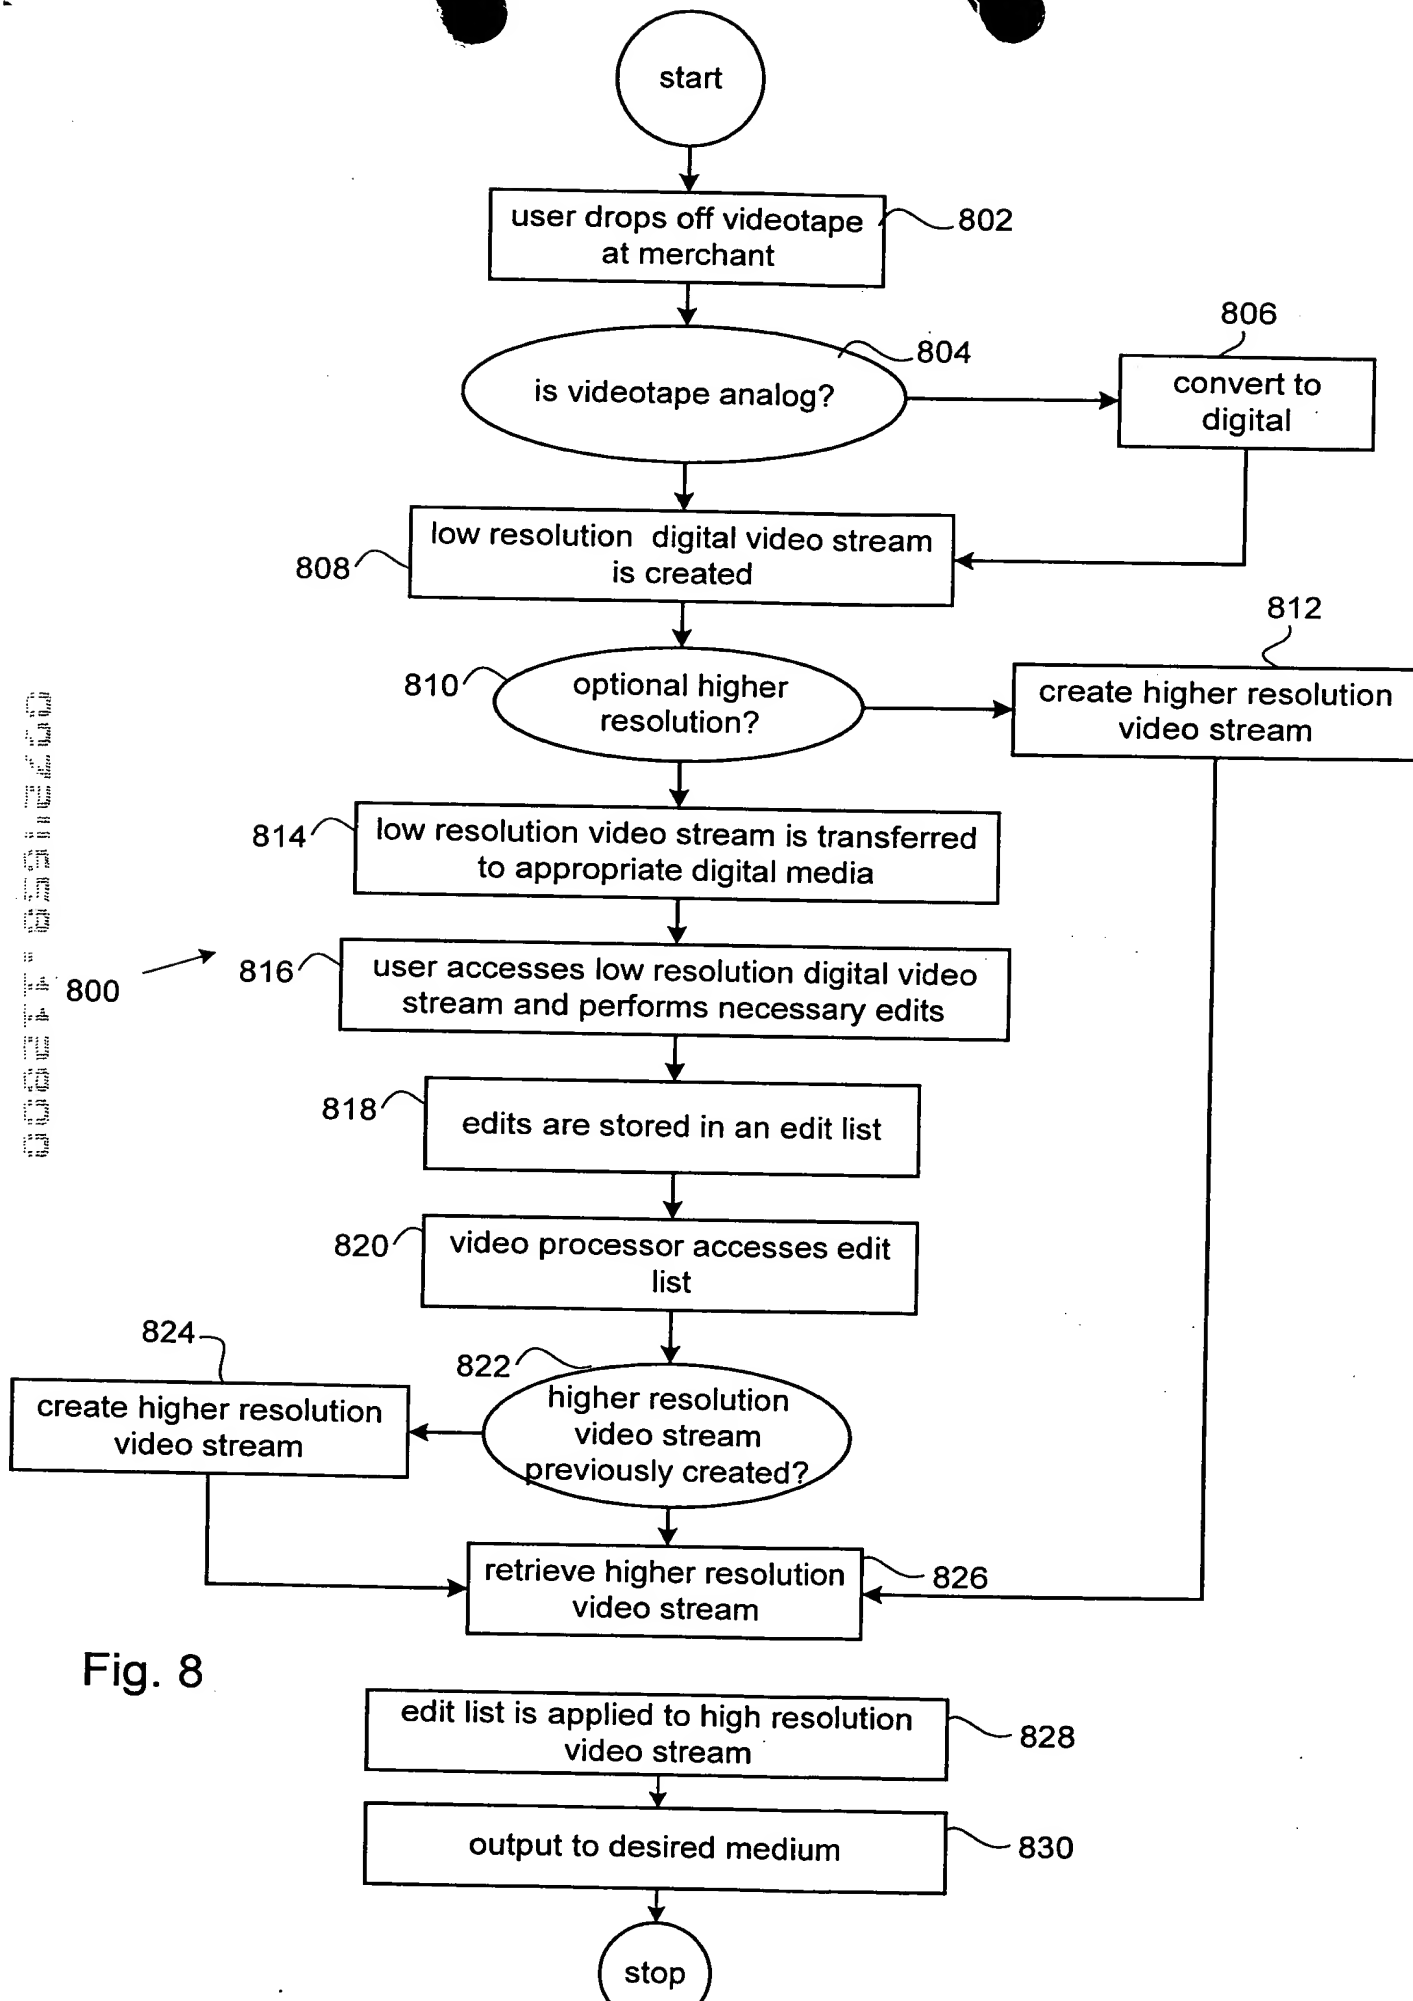 start
user drops off videotape
at merchant
802
804
is videotape analog?
806
convert to
digital
low resolution digital video stream
is created
808
810
optional higher
resolution?
812
create higher resolution
video stream
814
low resolution video stream is transferred
to appropriate digital media
800
816
user accesses low resolution digital video
stream and performs necessary edits
818
edits are stored in an edit list
820
video processor accesses edit
list
824
create higher resolution
video stream
822
higher resolution
video stream
previously created?
retrieve higher resolution
video stream
826
Fig. 8
edit list is applied to high resolution
video stream
828
output to desired medium
830
stop